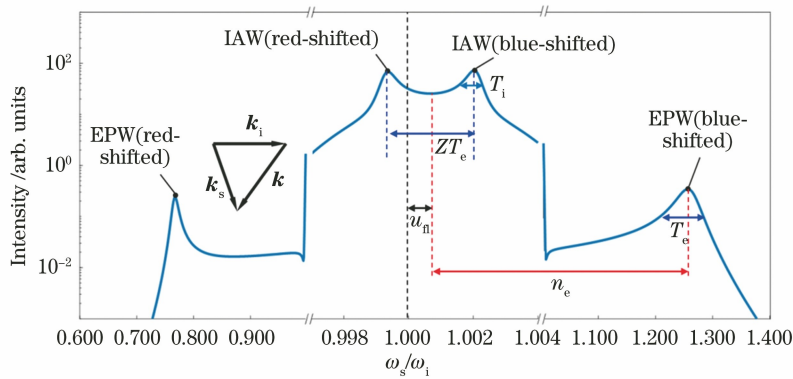 IAW(red-shifted)
IAW(blue-shifted)
10²
T_i
EPW(red-
shifted)
k_i
EPW(blue-
shifted)
ZT_e
10⁰
k_s
k
u_fl
T_e
10⁻²
n_e
Intensity /arb. units
0.600 0.700 0.800 0.900 0.998 1.000 1.002 1.004 1.100 1.200 1.300 1.400
ω_s/ω_i